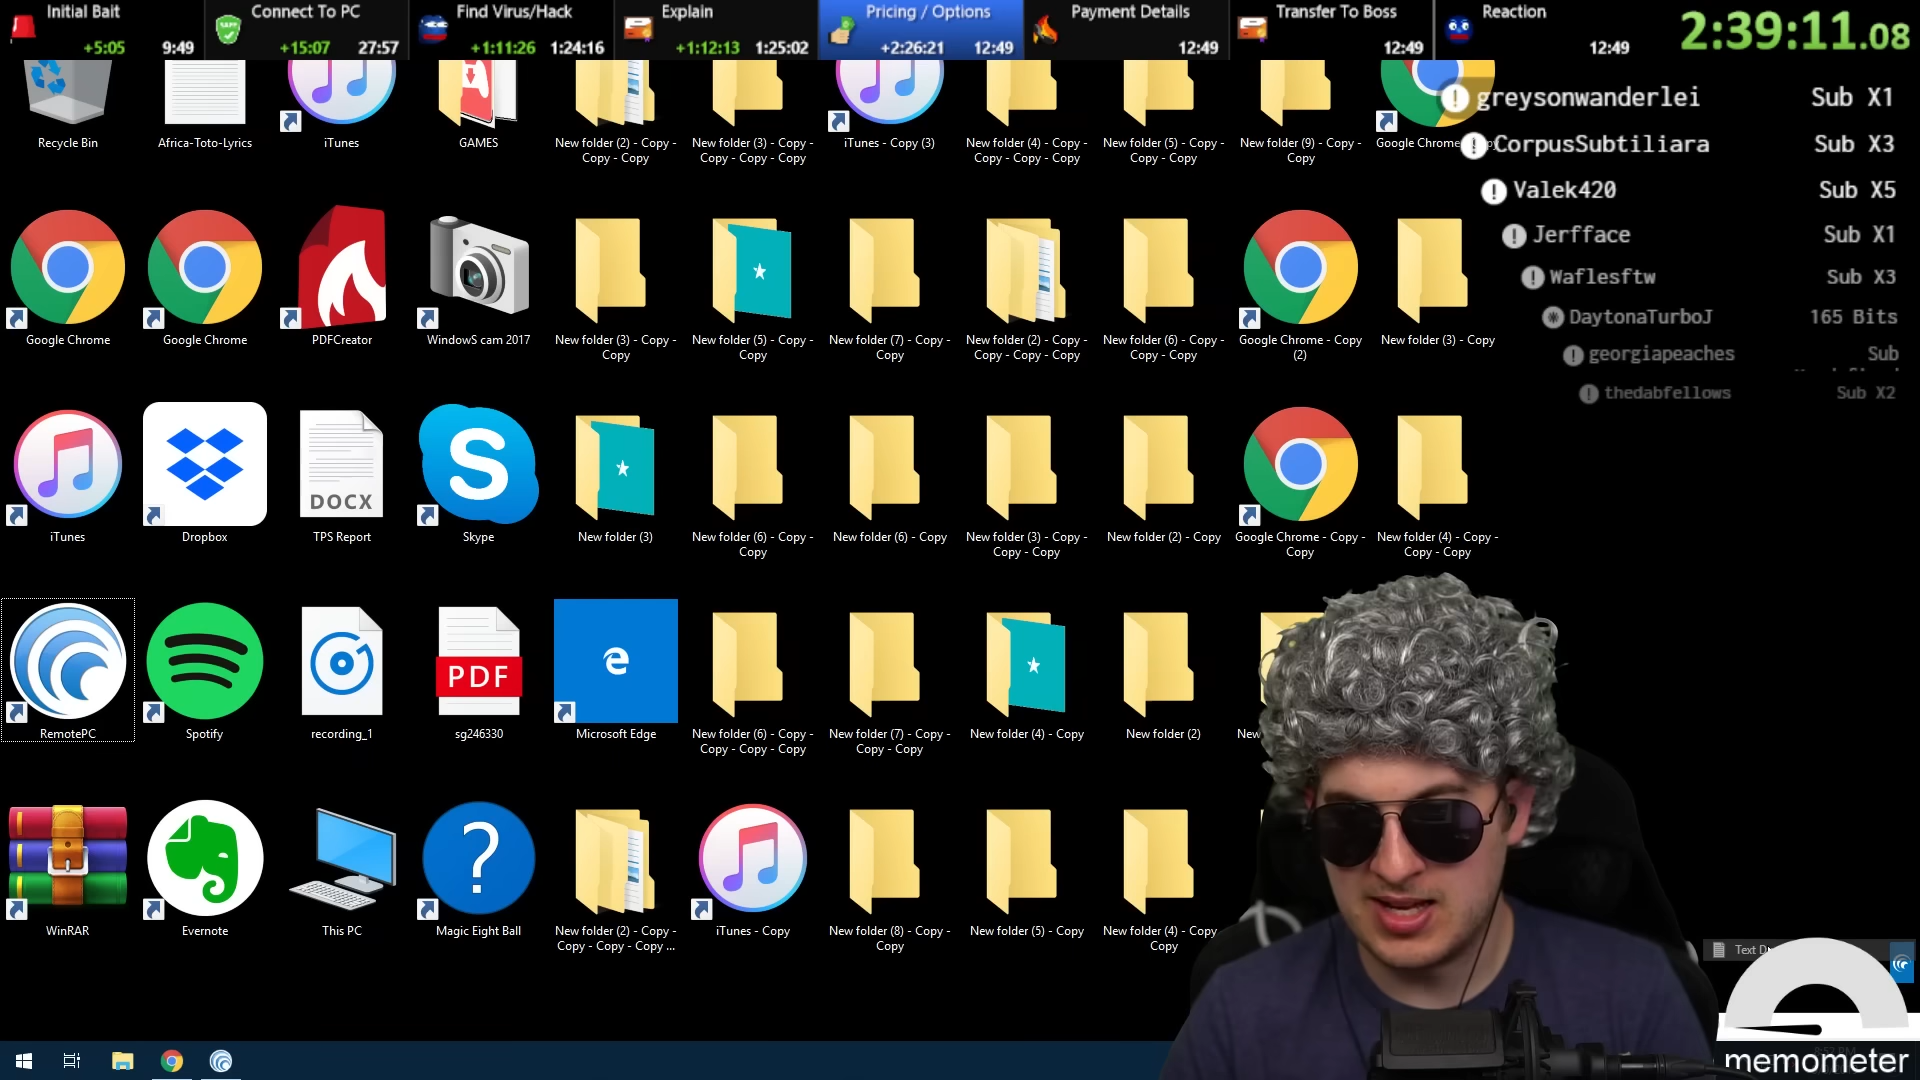 Initial Bait
+5:05 9:49
Connect To PC
+15:07 27:57
Find Virus/Hack
+1:11:26 1:24:16
Explain
+1:12:13 1:25:02
Pricing / Options
+2:26:21 12:49
Payment Details
12:49
Transfer To Boss
12:49
Reaction
12:49
2:39:11.08
greysonwanderlei Sub X1
CorpusSubtiliara Sub X3
Valek420 Sub X5
Jerfface Sub X1
Waflesftw Sub X3
DaytonaTurboJ 165 Bits
georgiapeaches Sub
thedabfellows Sub X2
Recycle Bin
Africa-Toto-Lyrics
iTunes
GAMES
New folder (2) - Copy -
Copy - Copy
New folder (3) - Copy -
Copy - Copy - Copy
iTunes - Copy (3)
New folder (4) - Copy -
Copy - Copy - Copy
New folder (5) - Copy -
Copy - Copy
New folder (9) - Copy -
Copy
Google Chrome
Google Chrome
Google Chrome
PDFCreator
WindowS cam 2017
New folder (3) - Copy -
Copy
New folder (5) - Copy -
Copy
New folder (7) - Copy -
Copy
New folder (2) - Copy -
Copy - Copy - Copy
New folder (6) - Copy -
Copy - Copy
Google Chrome - Copy
(2)
New folder (3) - Copy
iTunes
Dropbox
DOCX
TPS Report
S
Skype
New folder (3)
New folder (6) - Copy -
Copy
New folder (6) - Copy
New folder (3) - Copy -
Copy - Copy
New folder (2) - Copy
Google Chrome - Copy -
Copy
New folder (4) - Copy -
Copy - Copy
RemotePC
Spotify
recording_1
PDF
sg246330
e
Microsoft Edge
New folder (6) - Copy -
Copy - Copy - Copy
New folder (7) - Copy -
Copy - Copy
New folder (4) - Copy
New folder (2)
New
WinRAR
Evernote
This PC
?
Magic Eight Ball
New folder (2) - Copy -
Copy - Copy - Copy ...
iTunes - Copy
New folder (8) - Copy -
Copy
New folder (5) - Copy
New folder (4) - Copy -
Copy
Text D
memometer